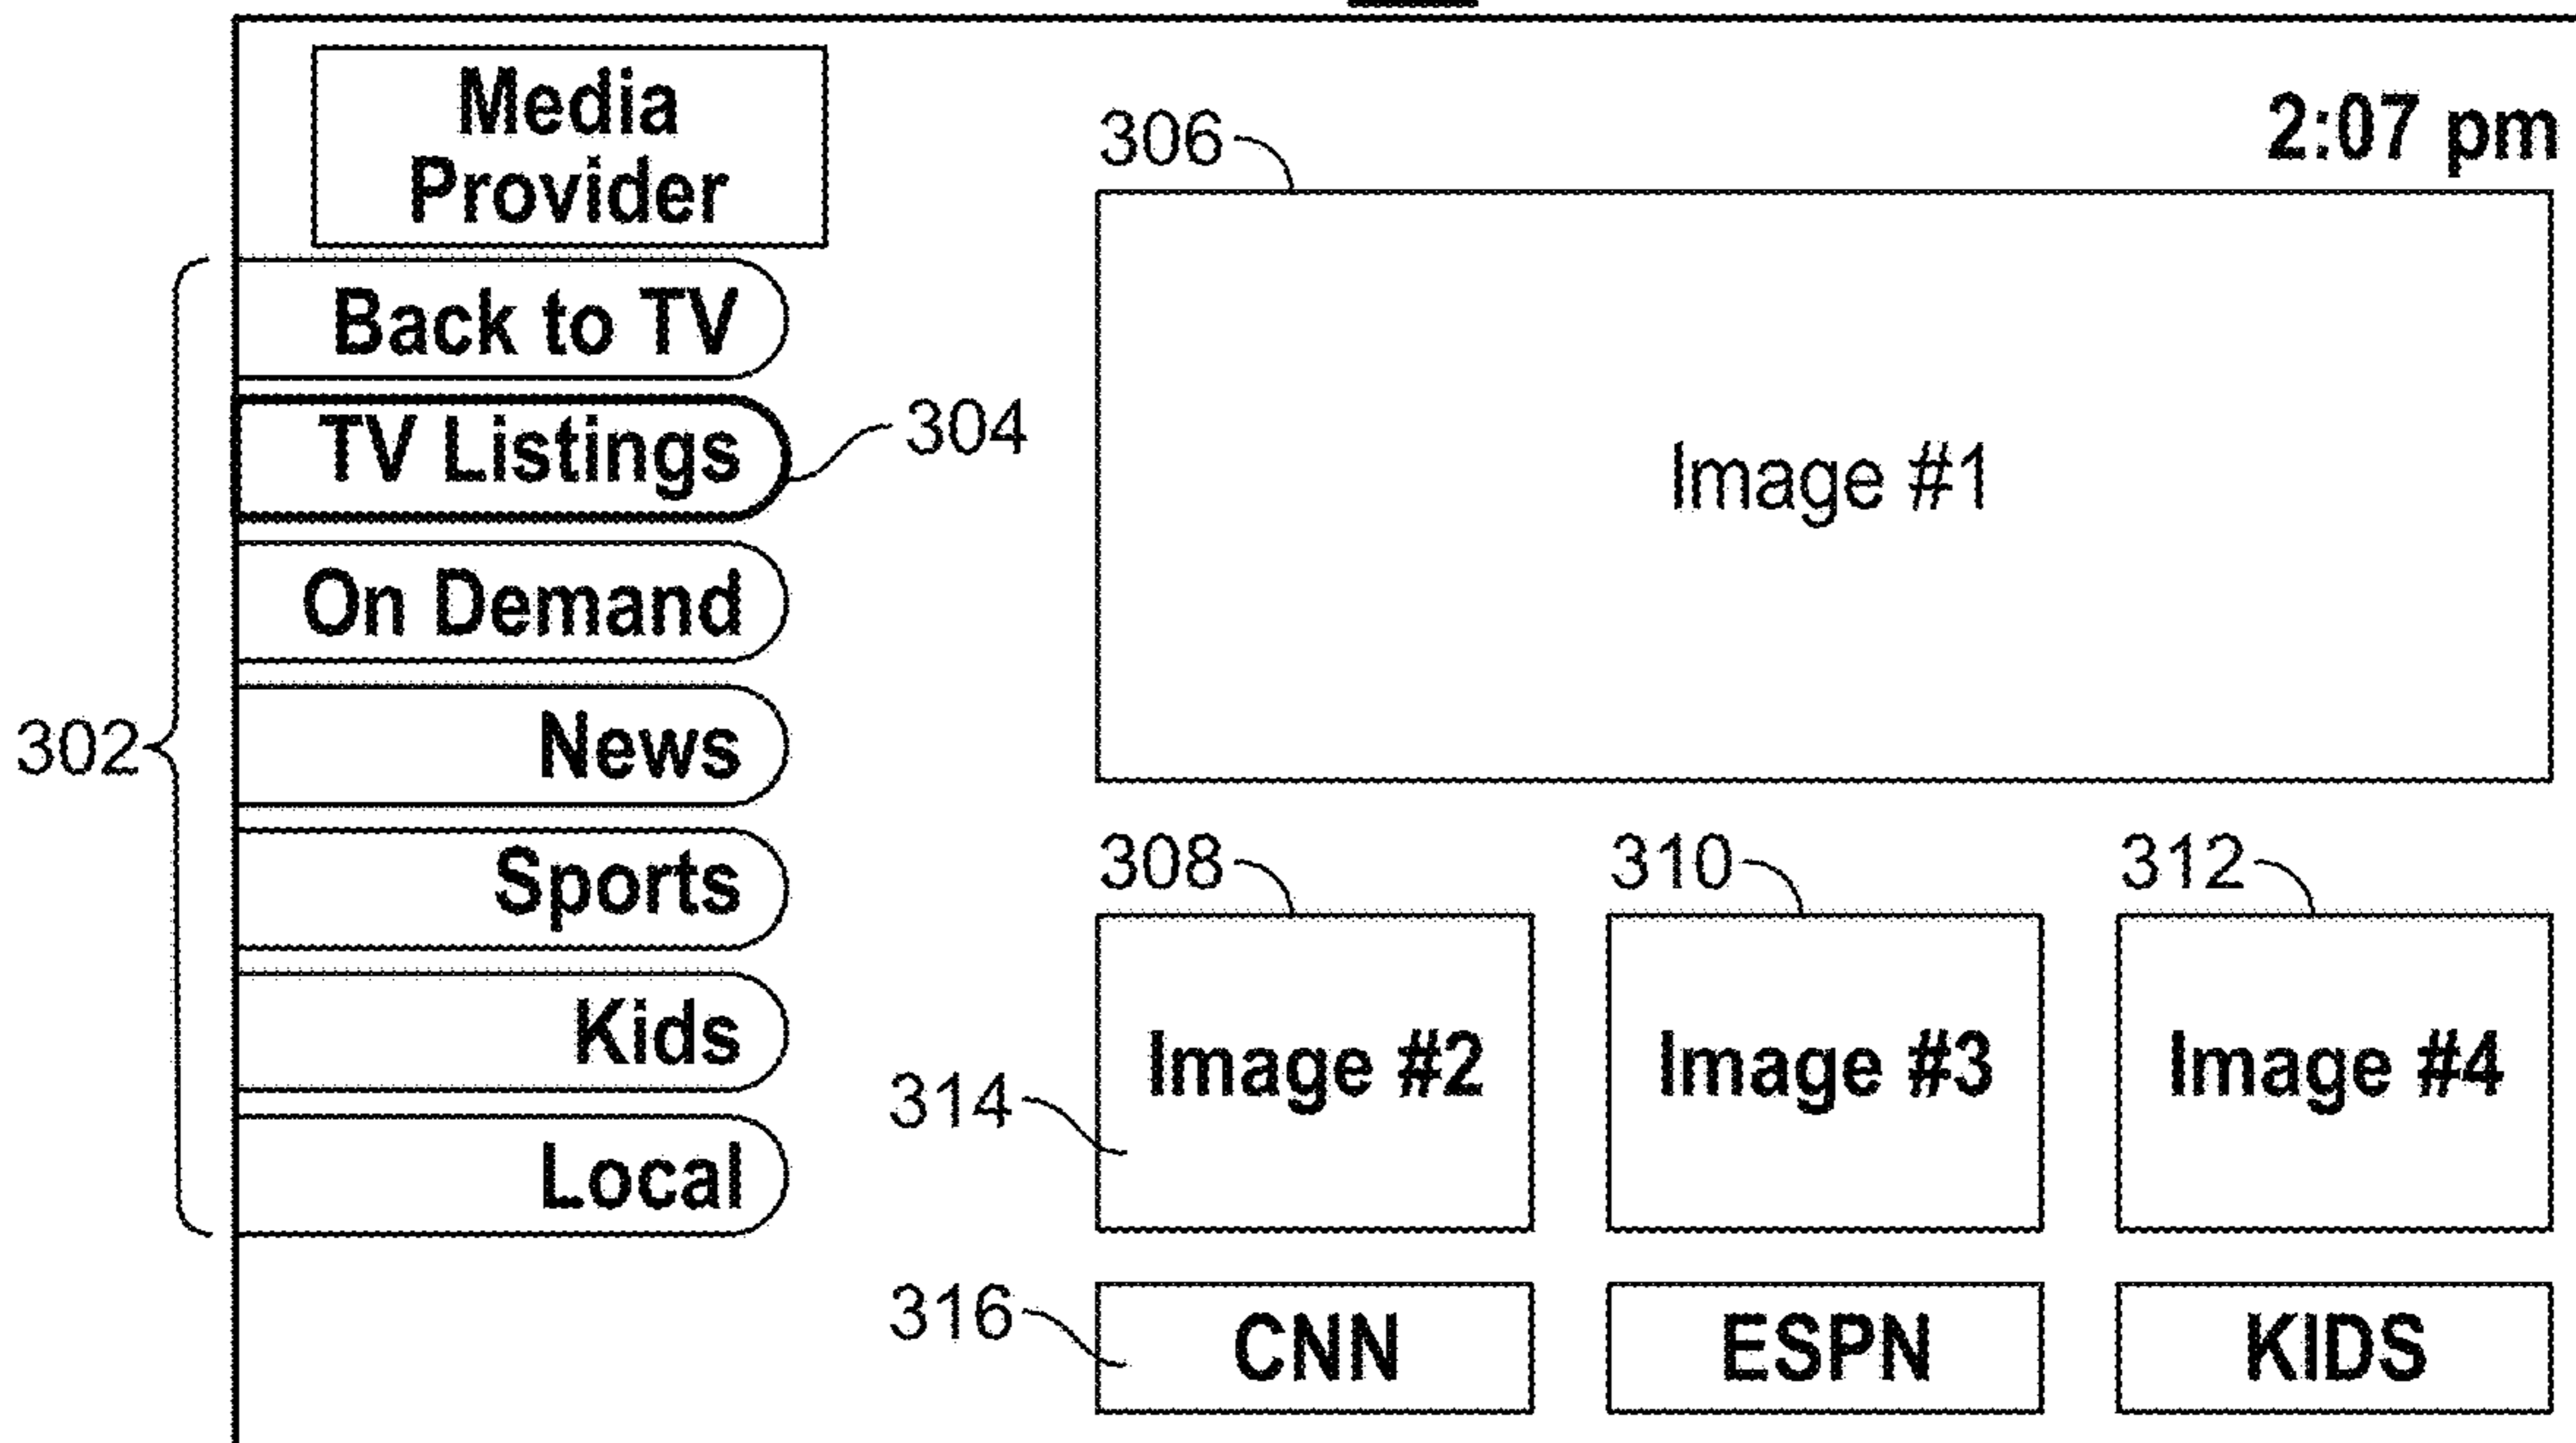 Media
Provider
2:07 pm
306
Back to TV
TV Listings
304
Image #1
On Demand
302
News
Sports
308
310
312
Kids
Image #2
Image #3
Image #4
314
Local
316
CNN
ESPN
KIDS